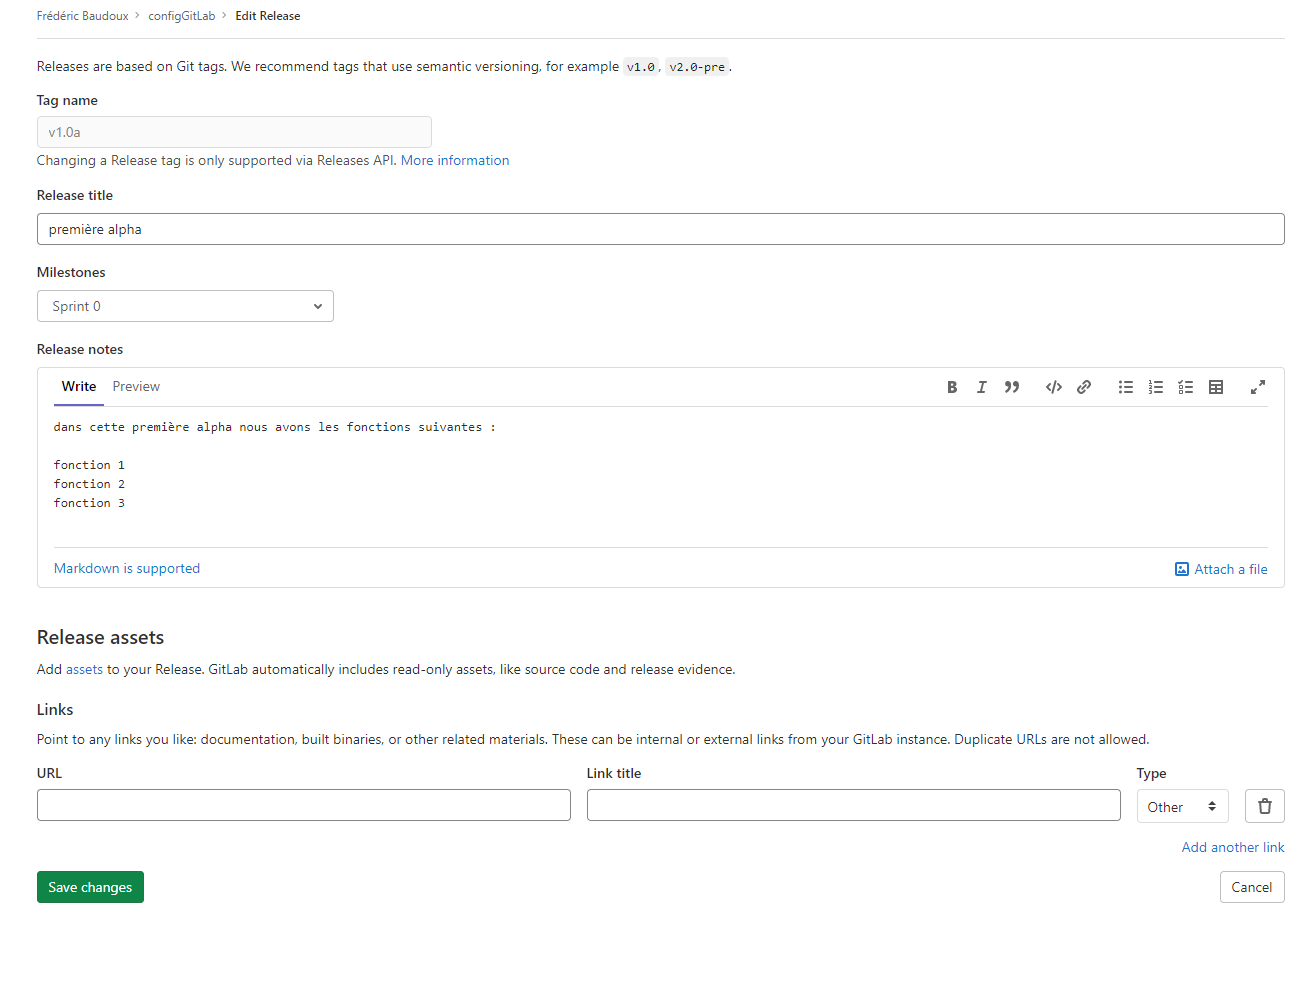 Frédéric Baudoux > configGitLab > Edit Release
Releases are based on Git tags. We recommend tags that use semantic versioning, for example v1.0, v2.0-pre.
Tag name
v1.0a
Changing a Release tag is only supported via Releases API. More information
Release title
première alpha
Milestones
Sprint 0
Release notes
Write Preview
dans cette première alpha nous avons les fonctions suivantes :
fonction 1
fonction 2
fonction 3
Markdown is supported
Attach a file
Release assets
Add assets to your Release. GitLab automatically includes read-only assets, like source code and release evidence.
Links
Point to any links you like: documentation, built binaries, or other related materials. These can be internal or external links from your GitLab instance. Duplicate URLs are not allowed.
URL Link title Type
Other
Add another link
Save changes Cancel